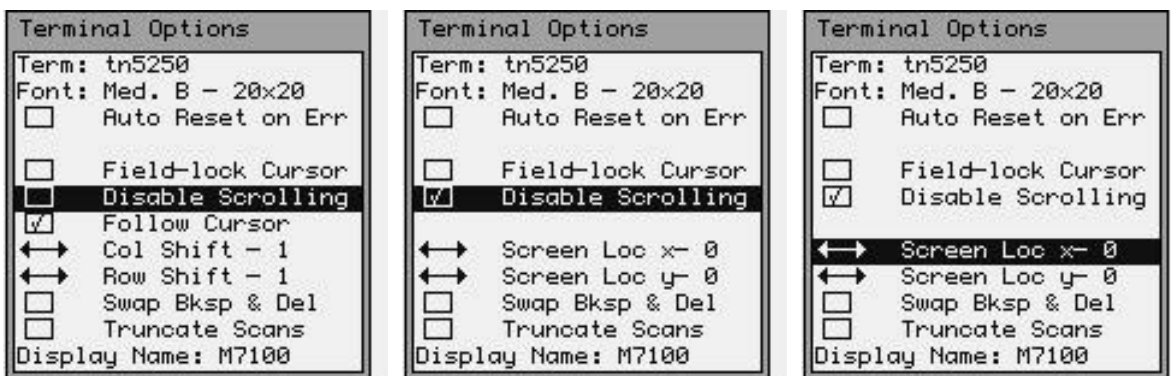 Terminal Options
Term: tn5250
Font: Med. B - 20x20
Auto Reset on Err
Field-lock Cursor
Disable Scrolling
Follow Cursor
Col Shift - 1
Row Shift - 1
Swap Bksp & Del
Truncate Scans
Display Name: M7100
Terminal Options
Term: tn5250
Font: Med. B - 20x20
Auto Reset on Err
Field-lock Cursor
Disable Scrolling
Screen Loc x- 0
Screen Loc y- 0
Swap Bksp & Del
Truncate Scans
Display Name: M7100
Terminal Options
Term: tn5250
Font: Med. B - 20x20
Auto Reset on Err
Field-lock Cursor
Disable Scrolling
Screen Loc x- 0
Screen Loc y- 0
Swap Bksp & Del
Truncate Scans
Display Name: M7100